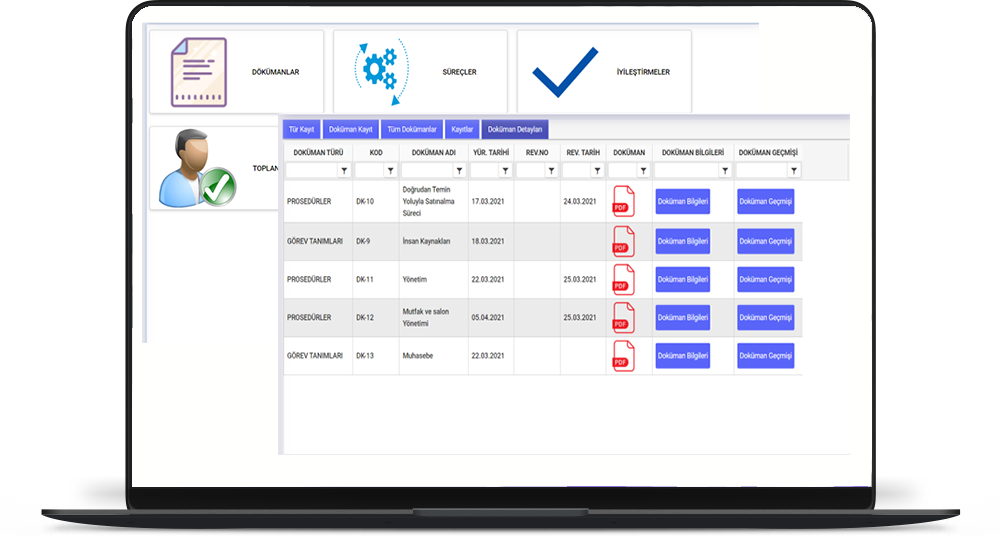 DÖKÜMANLAR
SÜREÇLER
İYİLEŞTİRMELER
TOPLAN
Tür Kayıt Doküman Kayıt Tüm Dokümanlar Kayıtlar Doküman Detayları
DOKÜMAN TÜRÜ KOD DOKÜMAN ADI YÜR. TARİHİ REV.NO REV. TARİH DOKÜMAN DOKÜMAN BİLGİLERİ DOKÜMAN GEÇMİŞİ
Doğrudan Temin
PROSEDÜRLER DK-10 Yoluyla Satınalma 17.03.2021 24.03.2021 PDF Doküman Bilgileri Doküman Geçmişi
Süreci
GÖREV TANIMLARI DK-9 İnsan Kaynakları 18.03.2021 PDF Doküman Bilgileri Doküman Geçmişi
PROSEDÜRLER DK-11 Yönetim 22.03.2021 25.03.2021 PDF Doküman Bilgileri Doküman Geçmişi
Mutfak ve salon
PROSEDÜRLER DK-12 05.04.2021 25.03.2021 PDF Doküman Bilgileri Doküman Geçmişi
Yönetimi
GÖREV TANIMLARI DK-13 Muhasebe 22.03.2021 PDF Doküman Bilgileri Doküman Geçmişi